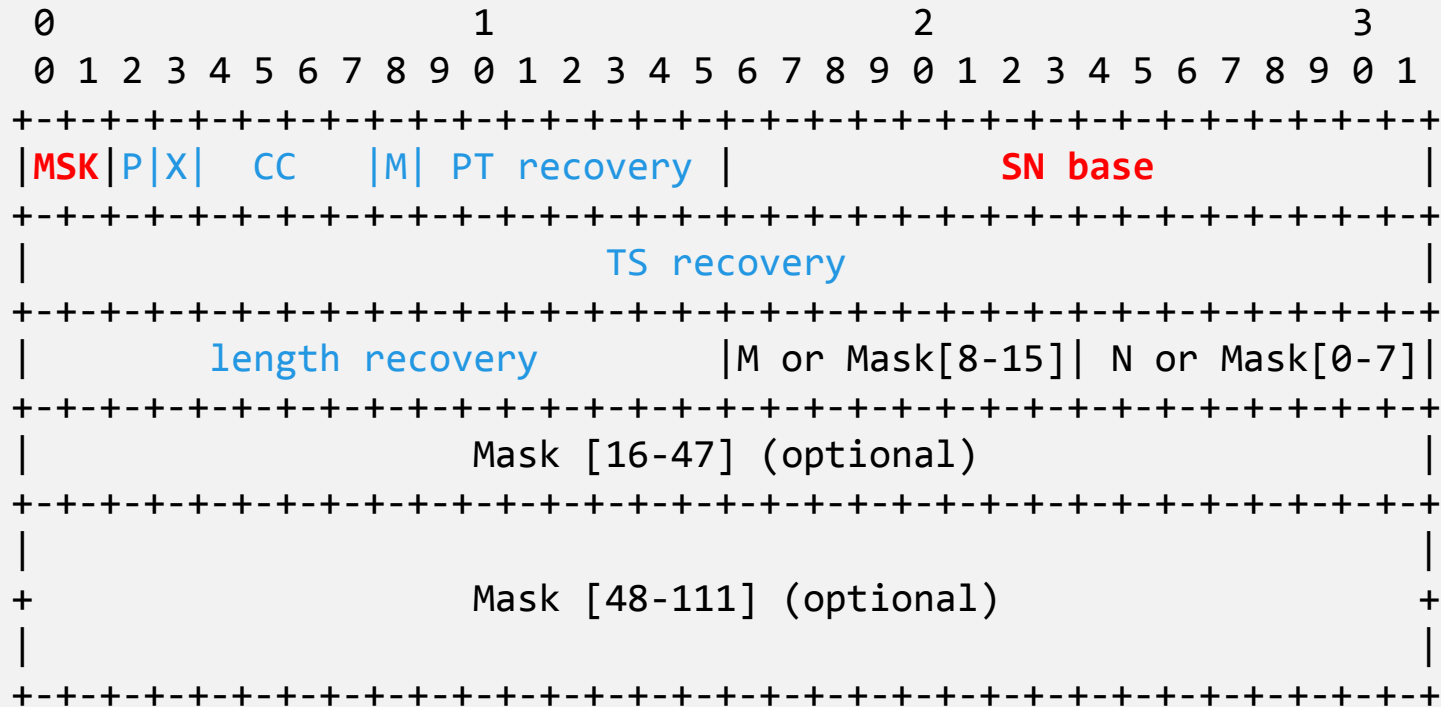 0                   1                   2                   3
 0 1 2 3 4 5 6 7 8 9 0 1 2 3 4 5 6 7 8 9 0 1 2 3 4 5 6 7 8 9 0 1
+-+-+-+-+-+-+-+-+-+-+-+-+-+-+-+-+-+-+-+-+-+-+-+-+-+-+-+-+-+-+-+-+
|MSK|P|X|  CC   |M| PT recovery |            SN base            |
+-+-+-+-+-+-+-+-+-+-+-+-+-+-+-+-+-+-+-+-+-+-+-+-+-+-+-+-+-+-+-+-+
|                          TS recovery                          |
+-+-+-+-+-+-+-+-+-+-+-+-+-+-+-+-+-+-+-+-+-+-+-+-+-+-+-+-+-+-+-+-+
|        length recovery        |M or Mask[8-15]| N or Mask[0-7]|
+-+-+-+-+-+-+-+-+-+-+-+-+-+-+-+-+-+-+-+-+-+-+-+-+-+-+-+-+-+-+-+-+
|                    Mask [16-47] (optional)                    |
+-+-+-+-+-+-+-+-+-+-+-+-+-+-+-+-+-+-+-+-+-+-+-+-+-+-+-+-+-+-+-+-+
|                                                               |
+                    Mask [48-111] (optional)                   +
|                                                               |
+-+-+-+-+-+-+-+-+-+-+-+-+-+-+-+-+-+-+-+-+-+-+-+-+-+-+-+-+-+-+-+-+